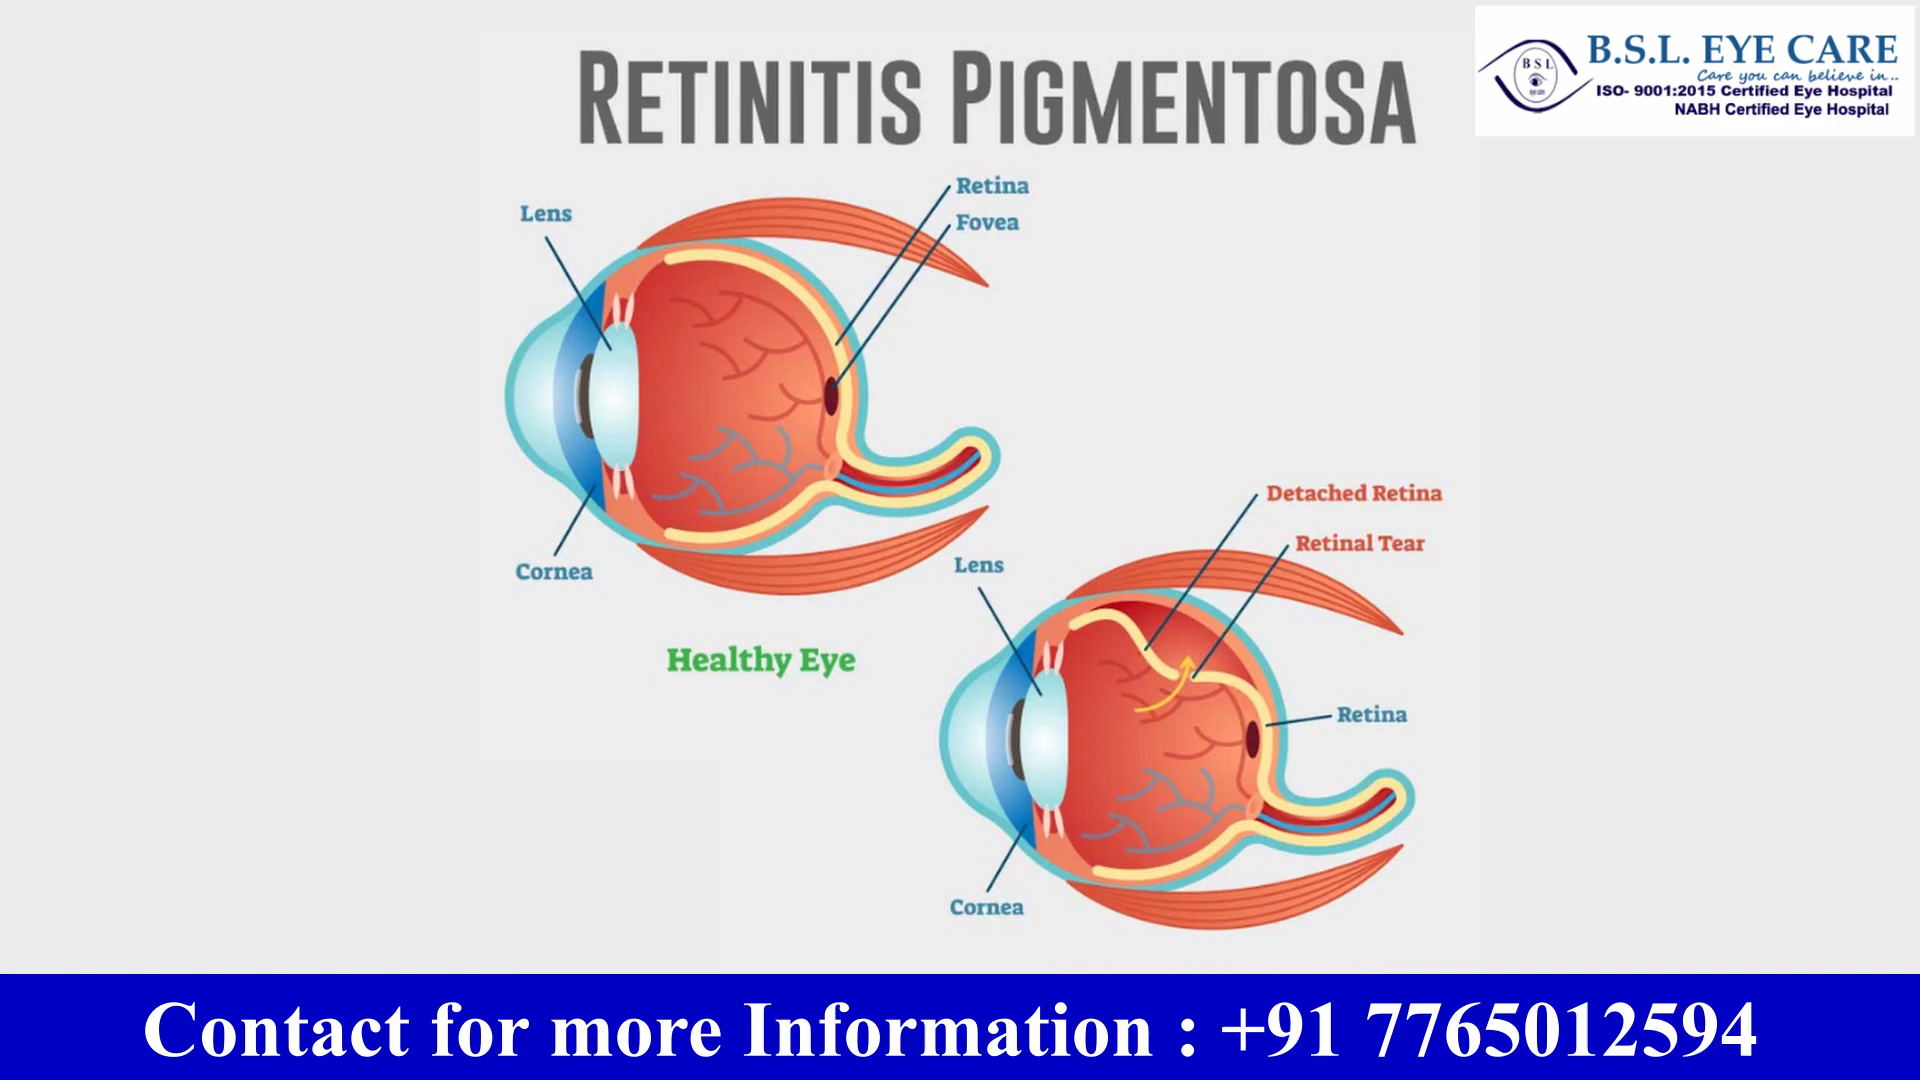 RETINITIS PIGMENTOSA
B.S.L. EYE CARE
Care you can believe in..
ISO- 9001:2015 Certified Eye Hospital
NABH Certified Eye Hospital
BSL
Retina
Lens
Fovea
Cornea
Healthy Eye
Detached Retina
Retinal Tear
Lens
Retina
Cornea
Contact for more Information : +91 7765012594